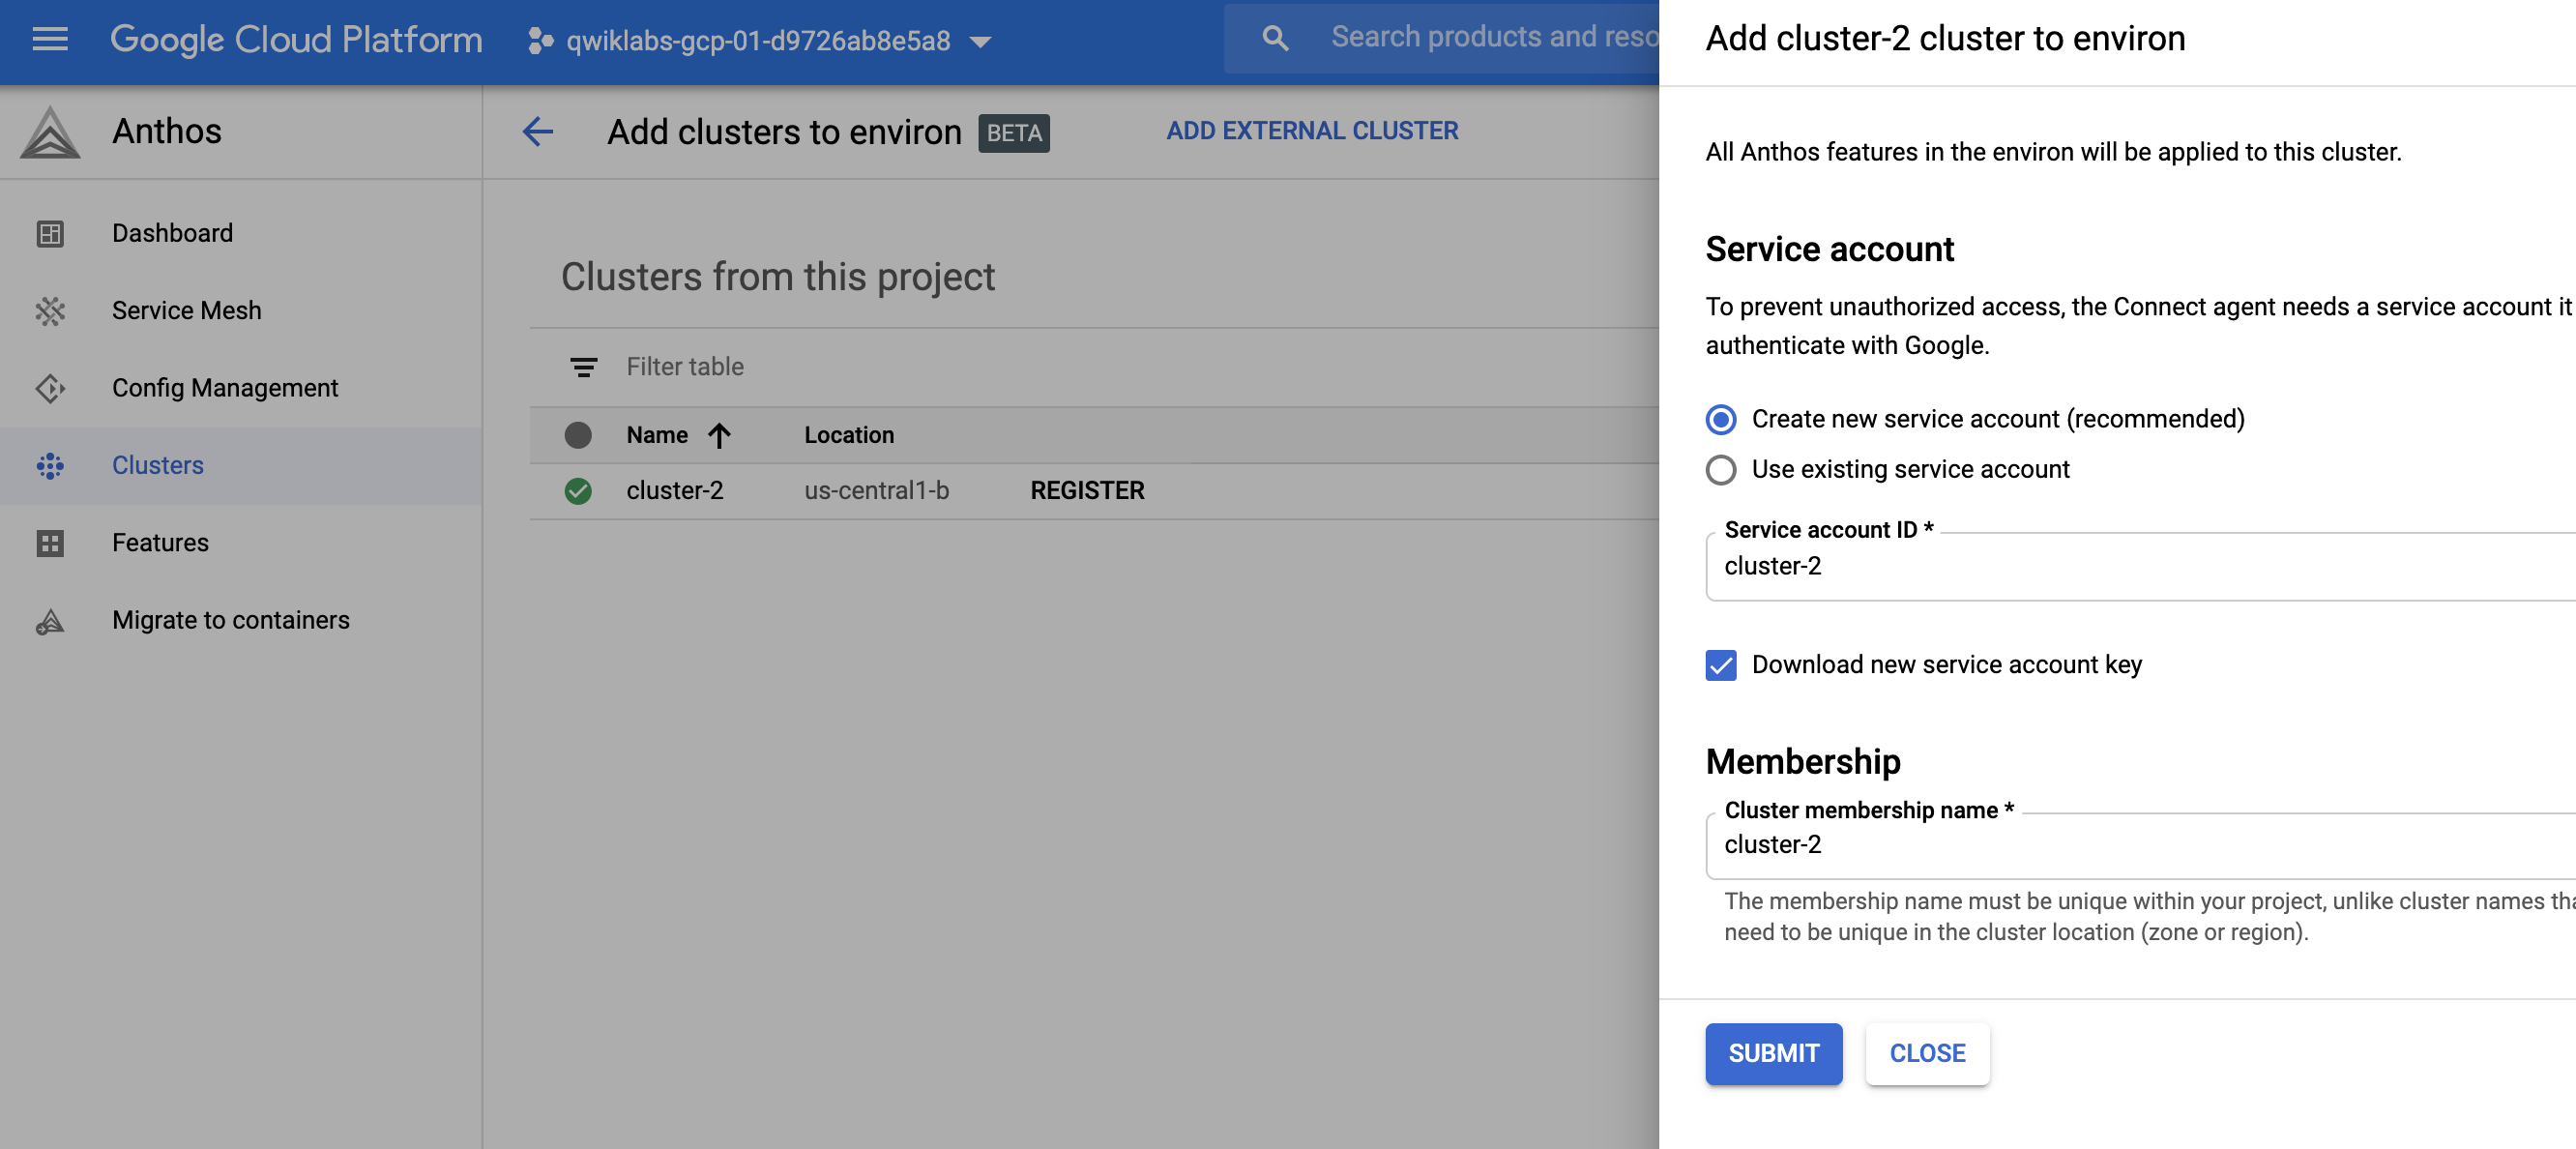 Google Cloud Platform
qwiklabs-gcp-01-d9726ab8e5a8
Search products and reso
Anthos
Dashboard
Service Mesh
Config Management
Clusters
Features
Migrate to containers
Add clusters to environ BETA
ADD EXTERNAL CLUSTER
Clusters from this project
Filter table
Name Location
cluster-2 us-central1-b REGISTER
Add cluster-2 cluster to environ
All Anthos features in the environ will be applied to this cluster.
Service account
To prevent unauthorized access, the Connect agent needs a service account it
authenticate with Google.
Create new service account (recommended)
Use existing service account
Service account ID *
cluster-2
Download new service account key
Membership
Cluster membership name *
cluster-2
The membership name must be unique within your project, unlike cluster names
need to be unique in the cluster location (zone or region).
SUBMIT CLOSE